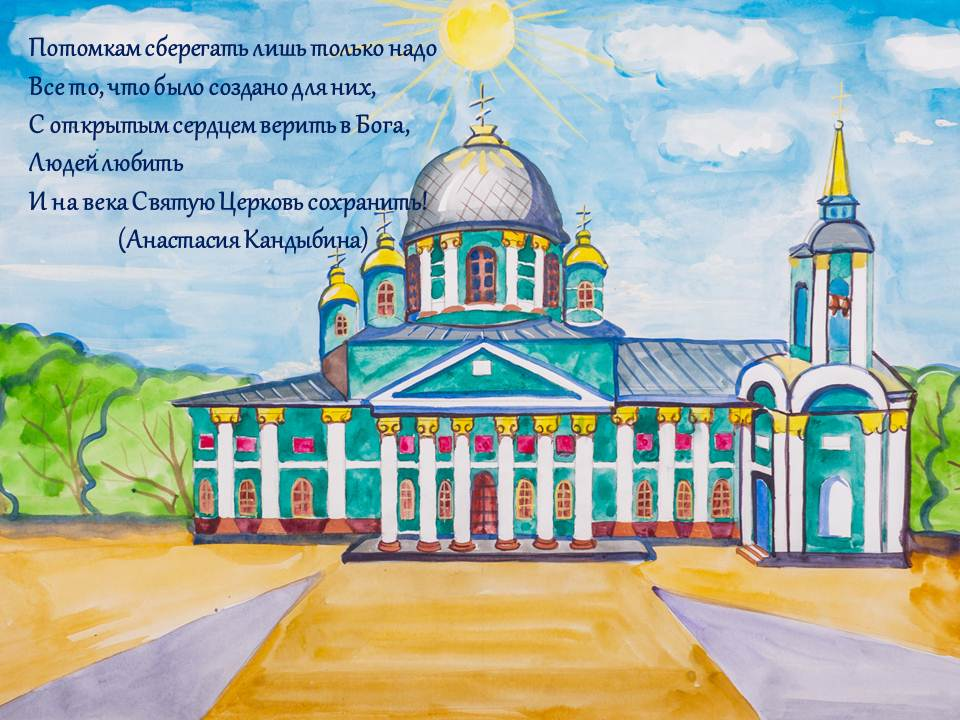 Потомкам сберегать лишь только надо
Все то, что было создано для них,
С открытым сердцем верить в Бога,
Людей любить
И на века Святую Церковь сохранить!
(Анастасия Кандыбина)